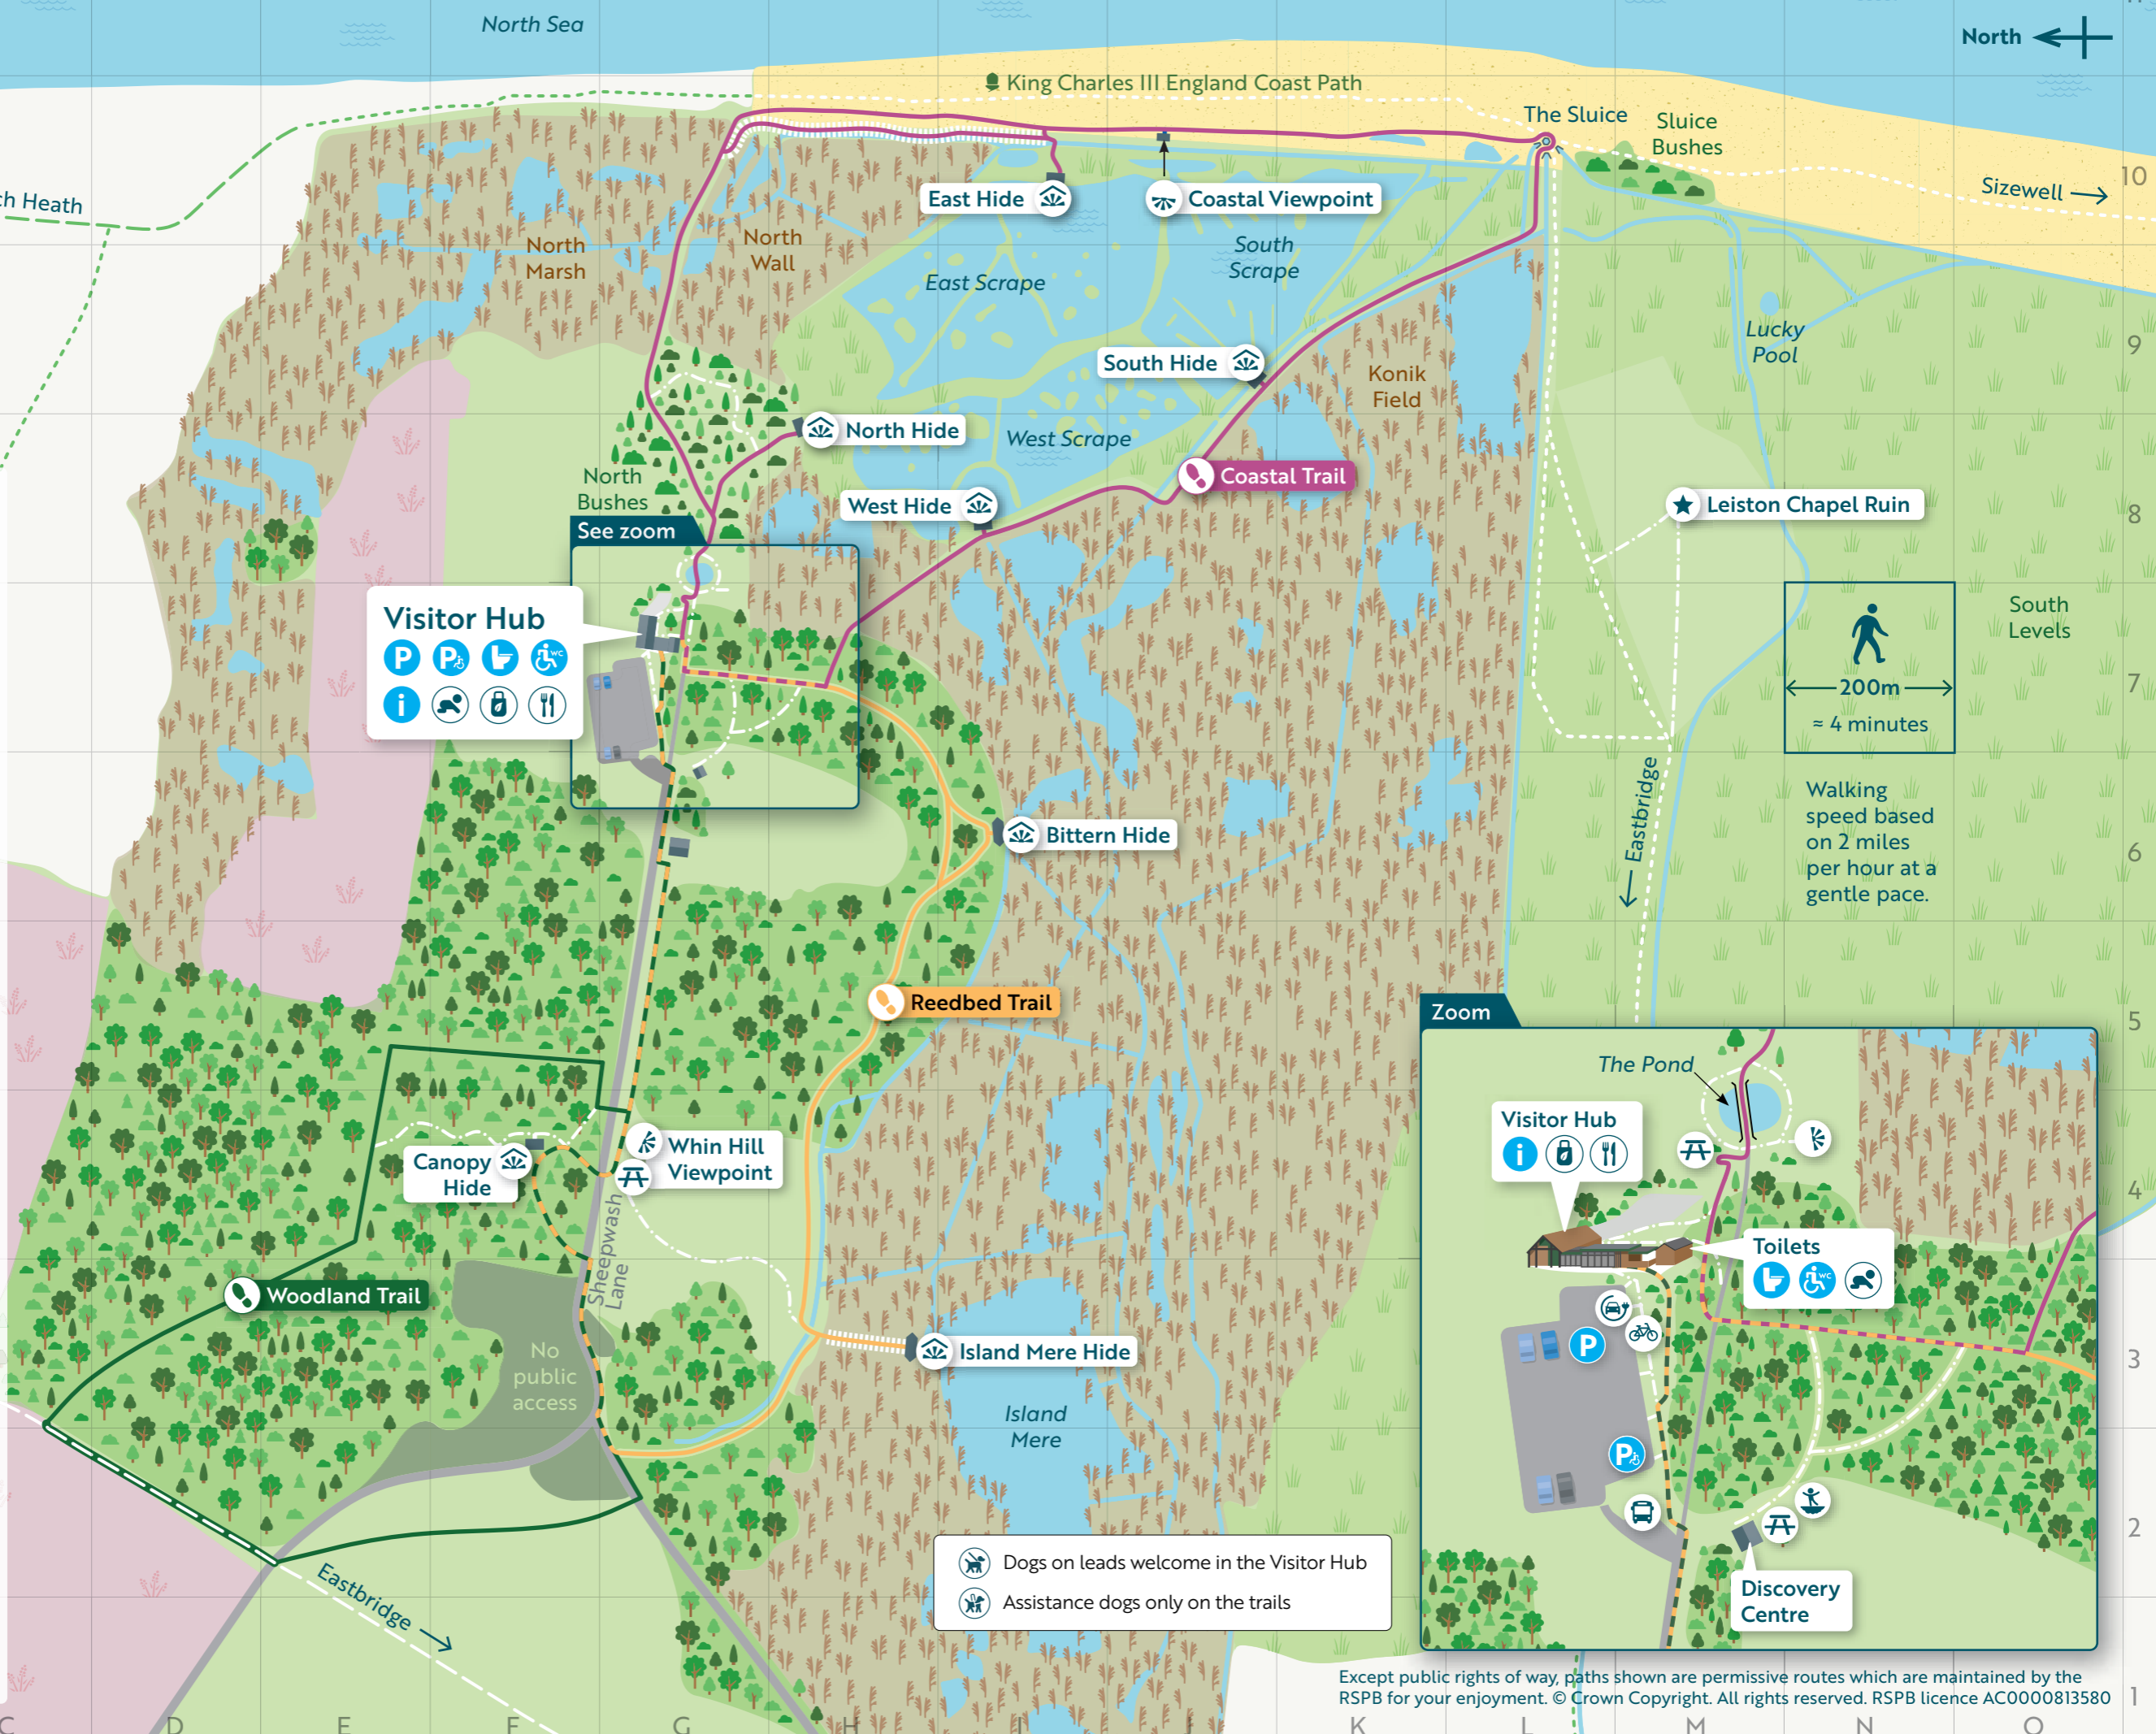 North Sea
North
King Charles III England Coast Path
The Sluice
Sluice
Bushes
Sizewell
10
East Hide
Coastal Viewpoint
North
Marsh
North
Wall
East Scrape
South
Scrape
Lucky
Pool
9
South Hide
Konik
Field
North Hide
West Scrape
Coastal Trail
North
Bushes
West Hide
Leiston Chapel Ruin
8
See zoom
Visitor Hub
P
P
WC
i
South
Levels
200m
≈ 4 minutes
7
Walking
speed based
on 2 miles
per hour at a
gentle pace.
Eastbridge
6
Bittern Hide
Reedbed Trail
5
Zoom
The Pond
Visitor Hub
i
Toilets
WC
P
P
Discovery
Centre
Whin Hill
Viewpoint
Canopy
Hide
4
Sheepwash
Lane
Woodland Trail
No
public
access
Island Mere Hide
3
Island
Mere
2
Dogs on leads welcome in the Visitor Hub
Assistance dogs only on the trails
Eastbridge
Except public rights of way, paths shown are permissive routes which are maintained by the
RSPB for your enjoyment. © Crown Copyright. All rights reserved. RSPB licence AC0000813580
1
C D E F G H I J K L M N O